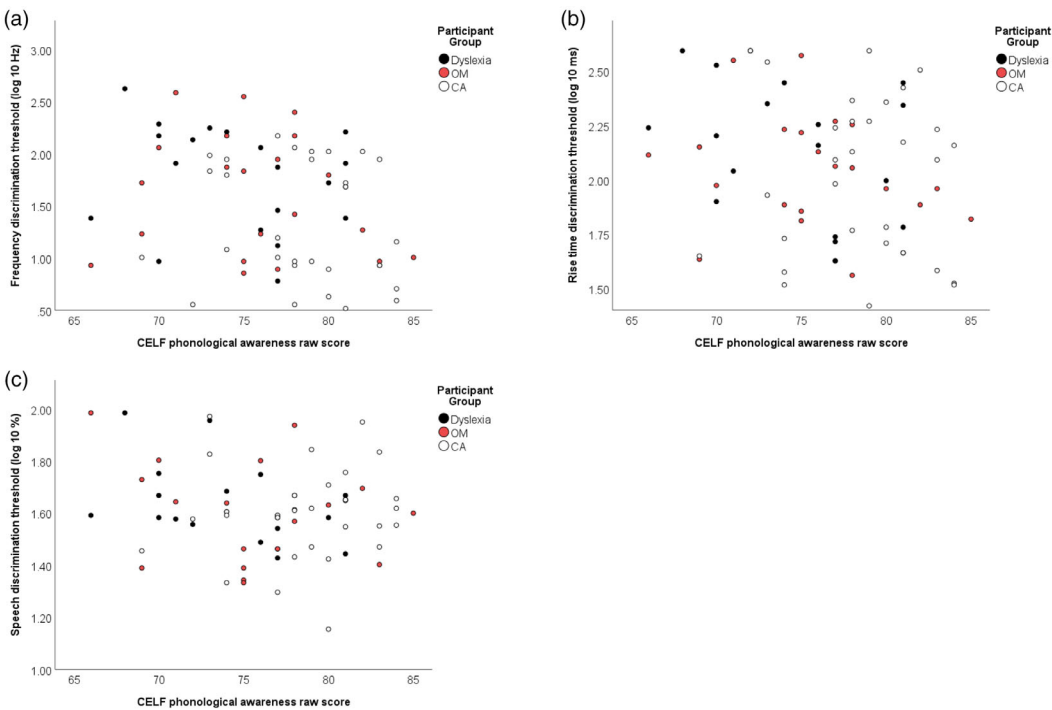 (a)
Participant
Group
Dyslexia
OM
CA
Frequency discrimination threshold (log 10 Hz)
3.00
2.50
2.00
1.50
1.00
.50
65 70 75 80 85
CELF phonological awareness raw score
(b)
Participant
Group
Dyslexia
OM
CA
Rise time discrimination threshold (log 10 ms)
2.50
2.25
2.00
1.75
1.50
65 70 75 80 85
CELF phonological awareness raw score
(c)
Participant
Group
Dyslexia
OM
CA
Speech discrimination threshold (log 10 %)
2.00
1.80
1.60
1.40
1.20
1.00
65 70 75 80 85
CELF phonological awareness raw score